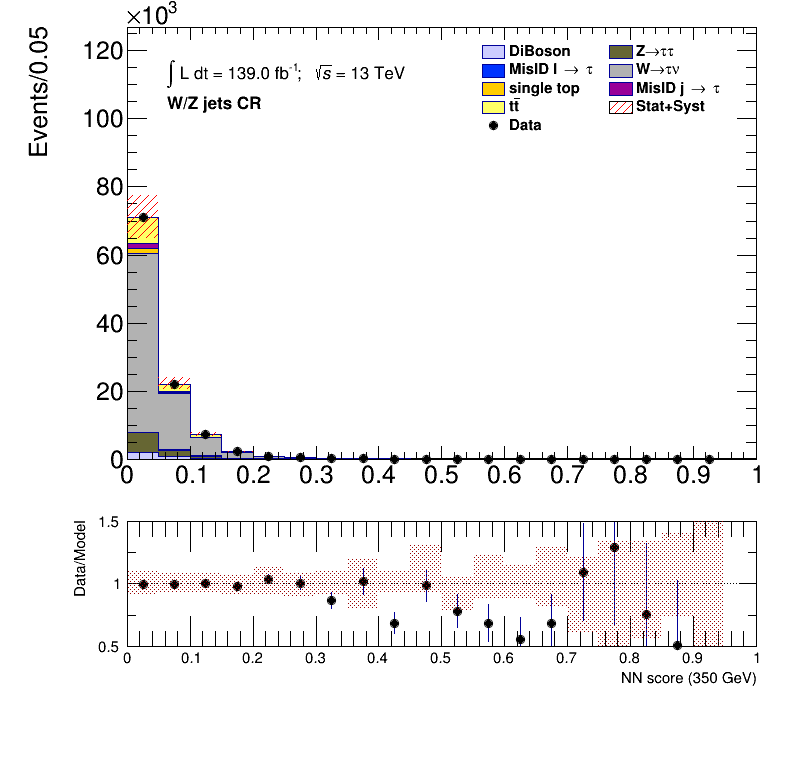 ×10³
Events/0.05
120
100
80
60
40
20
0
∫ L dt = 139.0 fb⁻¹; √s = 13 TeV
W/Z jets CR
DiBoson
Z→ττ
MisID l → τ
W→τν
single top
MisID j → τ
tt̄
Stat+Syst
Data
0 0.1 0.2 0.3 0.4 0.5 0.6 0.7 0.8 0.9 1
Data/Model
1.5
1
0.5
0 0.1 0.2 0.3 0.4 0.5 0.6 0.7 0.8 0.9 1
NN score (350 GeV)